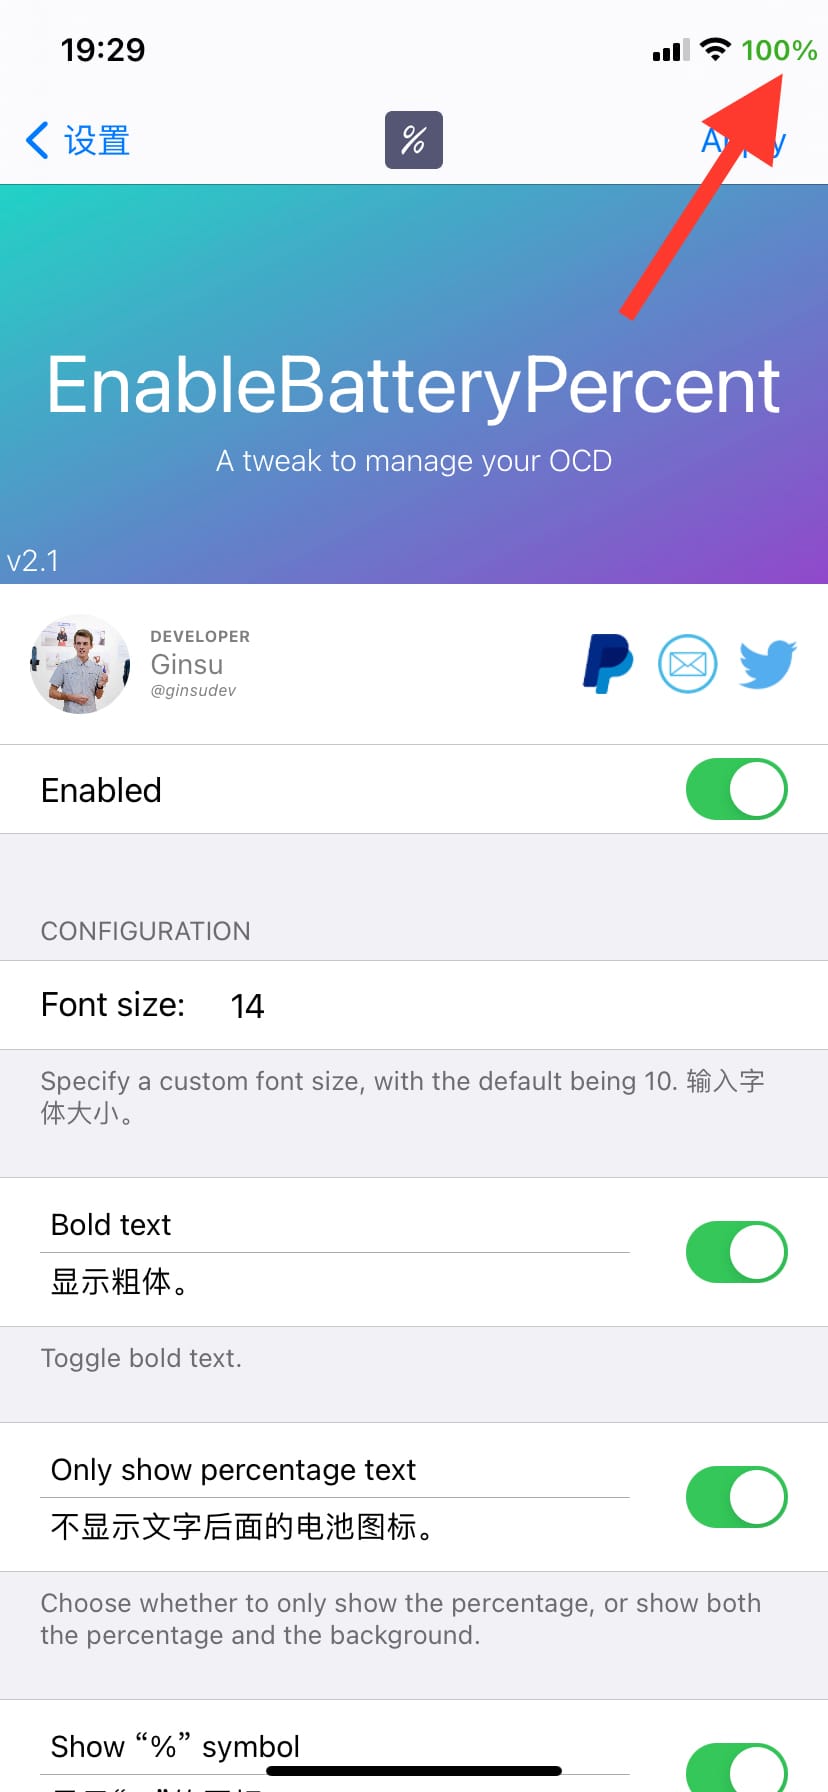 19:29
100%
设置
%
EnableBatteryPercent
A tweak to manage your OCD
v2.1
DEVELOPER
Ginsu
@ginsudev
Enabled
CONFIGURATION
Font size: 14
Specify a custom font size, with the default being 10. 输入字
体大小。
Bold text
显示粗体。
Toggle bold text.
Only show percentage text
不显示文字后面的电池图标。
Choose whether to only show the percentage, or show both
the percentage and the background.
Show “%” symbol